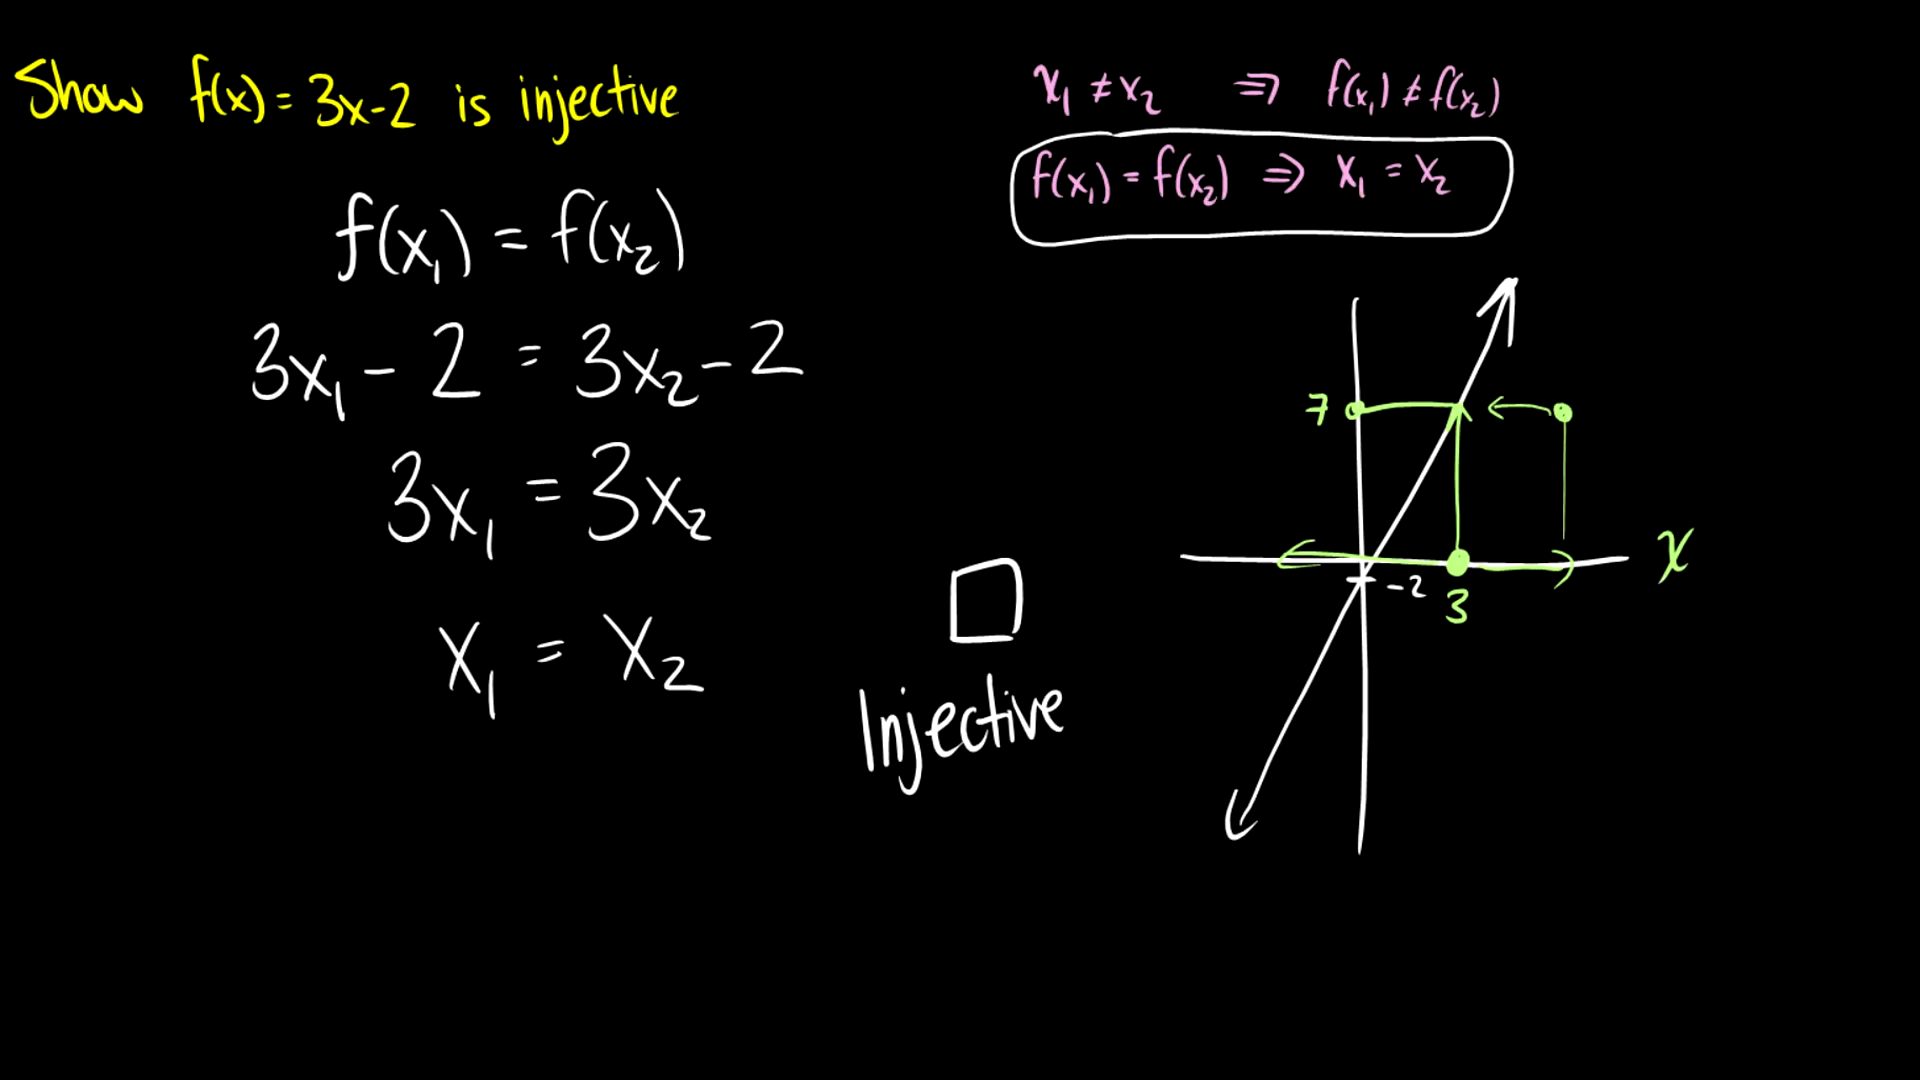 Show f(x) = 3x-2 is injective
x₁ ≠ x₂ ⇒ f(x₁) ≠ f(x₂)
f(x₁) = f(x₂) ⇒ x₁ = x₂
f(x₁) = f(x₂)
3x₁ - 2 = 3x₂ - 2
3x₁ = 3x₂
x₁ = x₂
Injective
7
x
-2
3